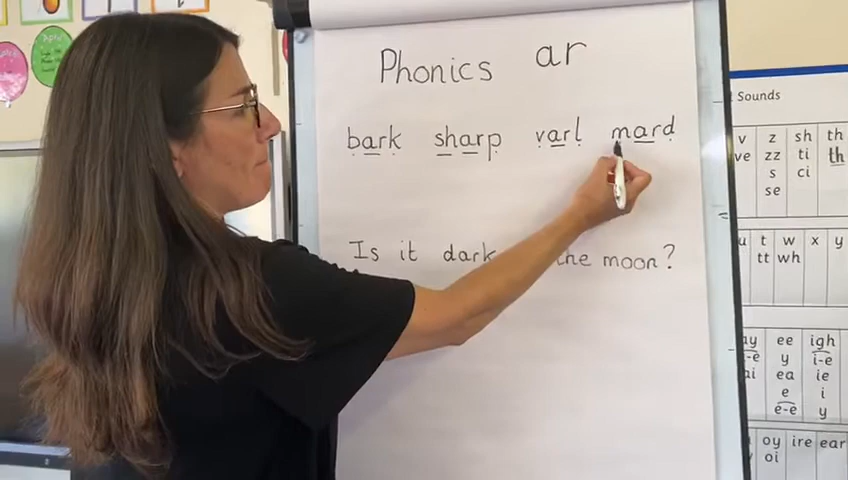 Phonics ar
bark sharp varl mard
Is it dark the moon?
Sounds
v z sh th
ve zz ti th
s ci
se
u t w x y
tt wh
ay ee igh
a-e y i-e
ai ea ie
e i
e-e y
oy ire ear
oi